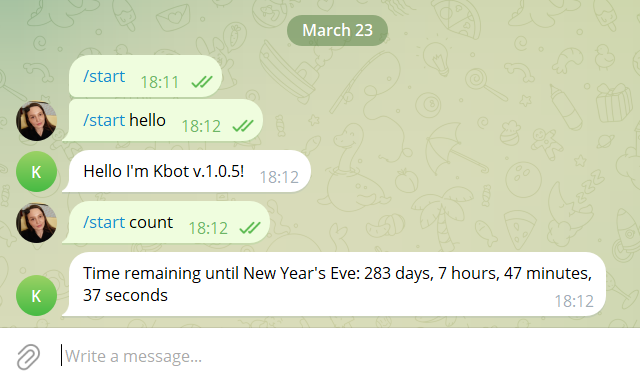 March 23
/start 18:11
/start hello 18:12
K
Hello I'm Kbot v.1.0.5! 18:12
/start count 18:12
K
Time remaining until New Year's Eve: 283 days, 7 hours, 47 minutes,
37 seconds
18:12
Write a message...